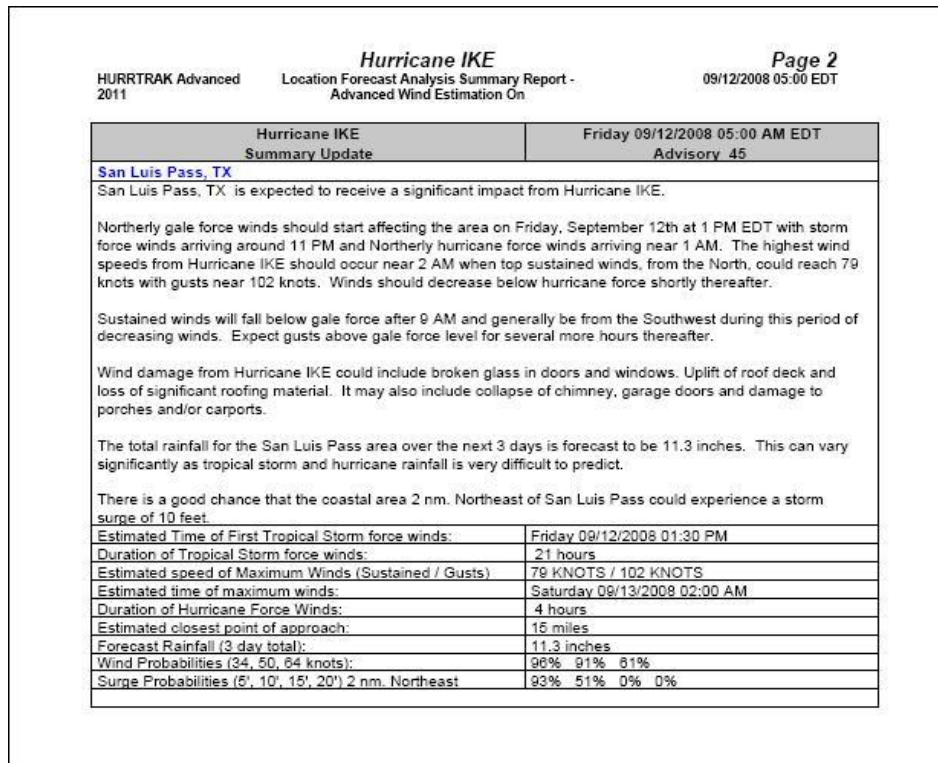 Hurricane IKE
Page 2
HURRTRAK Advanced
2011
Location Forecast Analysis Summary Report -
Advanced Wind Estimation On
09/12/2008 05:00 EDT
Hurricane IKE
Summary Update
Friday 09/12/2008 05:00 AM EDT
Advisory 45
San Luis Pass, TX
San Luis Pass, TX is expected to receive a significant impact from Hurricane IKE.
Northerly gale force winds should start affecting the area on Friday, September 12th at 1 PM EDT with storm
force winds arriving around 11 PM and Northerly hurricane force winds arriving near 1 AM. The highest wind
speeds from Hurricane IKE should occur near 2 AM when top sustained winds, from the North, could reach 79
knots with gusts near 102 knots. Winds should decrease below hurricane force shortly thereafter.
Sustained winds will fall below gale force after 9 AM and generally be from the Southwest during this period of
decreasing winds. Expect gusts above gale force level for several more hours thereafter.
Wind damage from Hurricane IKE could include broken glass in doors and windows. Uplift of roof deck and
loss of significant roofing material. It may also include collapse of chimney, garage doors and damage to
porches and/or carports.
The total rainfall for the San Luis Pass area over the next 3 days is forecast to be 11.3 inches. This can vary
significantly as tropical storm and hurricane rainfall is very difficult to predict.
There is a good chance that the coastal area 2 nm. Northeast of San Luis Pass could experience a storm
surge of 10 feet.
Estimated Time of First Tropical Storm force winds: Friday 09/12/2008 01:30 PM
Duration of Tropical Storm force winds: 21 hours
Estimated speed of Maximum Winds (Sustained / Gusts) 79 KNOTS / 102 KNOTS
Estimated time of maximum winds: Saturday 09/13/2008 02:00 AM
Duration of Hurricane Force Winds: 4 hours
Estimated closest point of approach: 15 miles
Forecast Rainfall (3 day total): 11.3 inches
Wind Probabilities (34, 50, 64 knots): 96% 91% 61%
Surge Probabilities (5', 10', 15', 20') 2 nm. Northeast 93% 51% 0% 0%